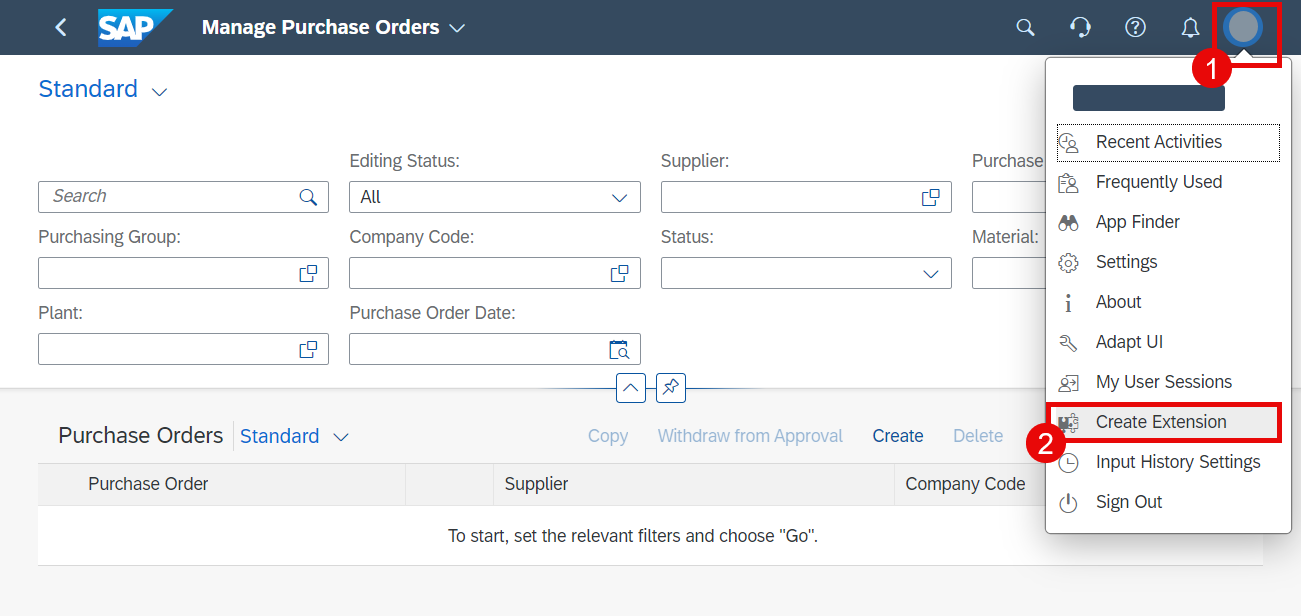 SAP Manage Purchase Orders
1
Standard
Recent Activities
Frequently Used
App Finder
Settings
About
Adapt UI
My User Sessions
2
Create Extension
Input History Settings
Sign Out
Editing Status:
Supplier:
Purchase
Search
All
Purchasing Group:
Company Code:
Status:
Material:
Plant:
Purchase Order Date:
Purchase Orders Standard
Copy Withdraw from Approval Create Delete
Purchase Order Supplier Company Code
To start, set the relevant filters and choose "Go".